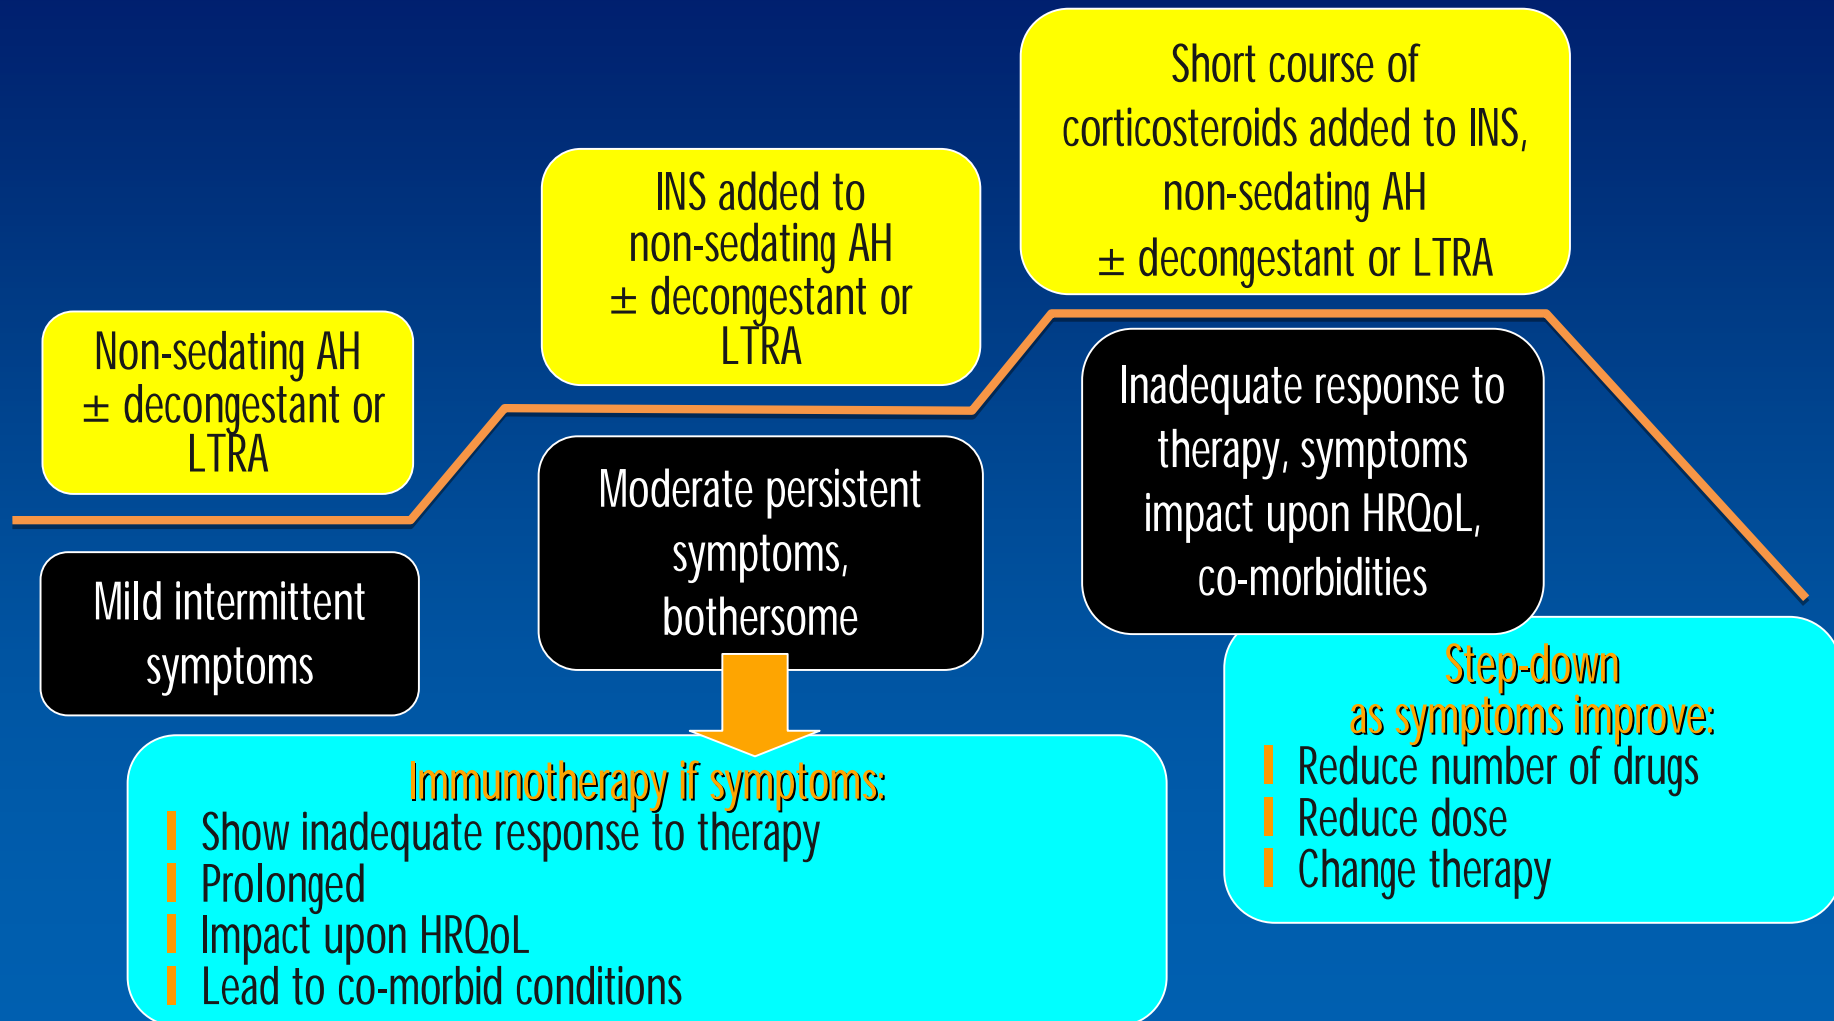 Non-sedating AH
± decongestant or
LTRA
Mild intermittent
symptoms
INS added to
non-sedating AH
± decongestant or
LTRA
Moderate persistent
symptoms,
bothersome
Short course of
corticosteroids added to INS,
non-sedating AH
± decongestant or LTRA
Inadequate response to
therapy, symptoms
impact upon HRQoL,
co-morbidities
Immunotherapy if symptoms:
Show inadequate response to therapy
Prolonged
Impact upon HRQoL
Lead to co-morbid conditions
Step-down
as symptoms improve:
Reduce number of drugs
Reduce dose
Change therapy